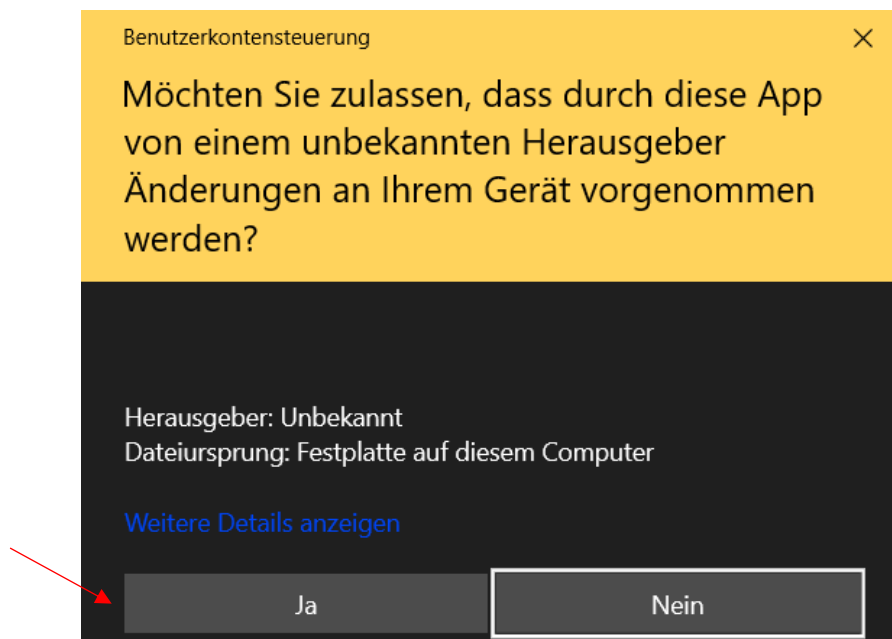 Benutzerkontensteuerung
Möchten Sie zulassen, dass durch diese App
von einem unbekannten Herausgeber
Änderungen an Ihrem Gerät vorgenommen
werden?
Herausgeber: Unbekannt
Dateiursprung: Festplatte auf diesem Computer
Weitere Details anzeigen
Ja
Nein